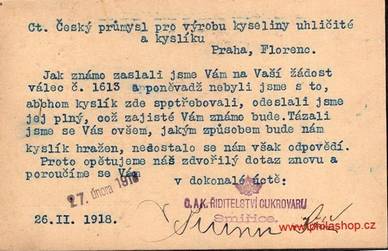 Ct. Český průmysl pro výrobu kyseliny uhličité
a kyslíku
Praha, Florenc.
Jak známo zaslali jsme Vám na Vaší žádost
válec č. 1613 a poněvadž nebyli jsme s to,
abchom kyslík zde spptřebovali, odeslali jsme
jej plný, což zajisté Vám známo bude. Tázali
jsme se Vás ovšem, jakým způsobem bude nám
kyslík hražen, nedostalo se nám však odpovědi.
Proto opětujeme náš zdvořilý dotaz znovu a
poroučíme se Vám
v dokonalé úctě:
27. února 1918
C. A K. ŘIDITELSTVÍ CUKROVARU
Smiřice.
www.philashop.cz
26.II. 1918.